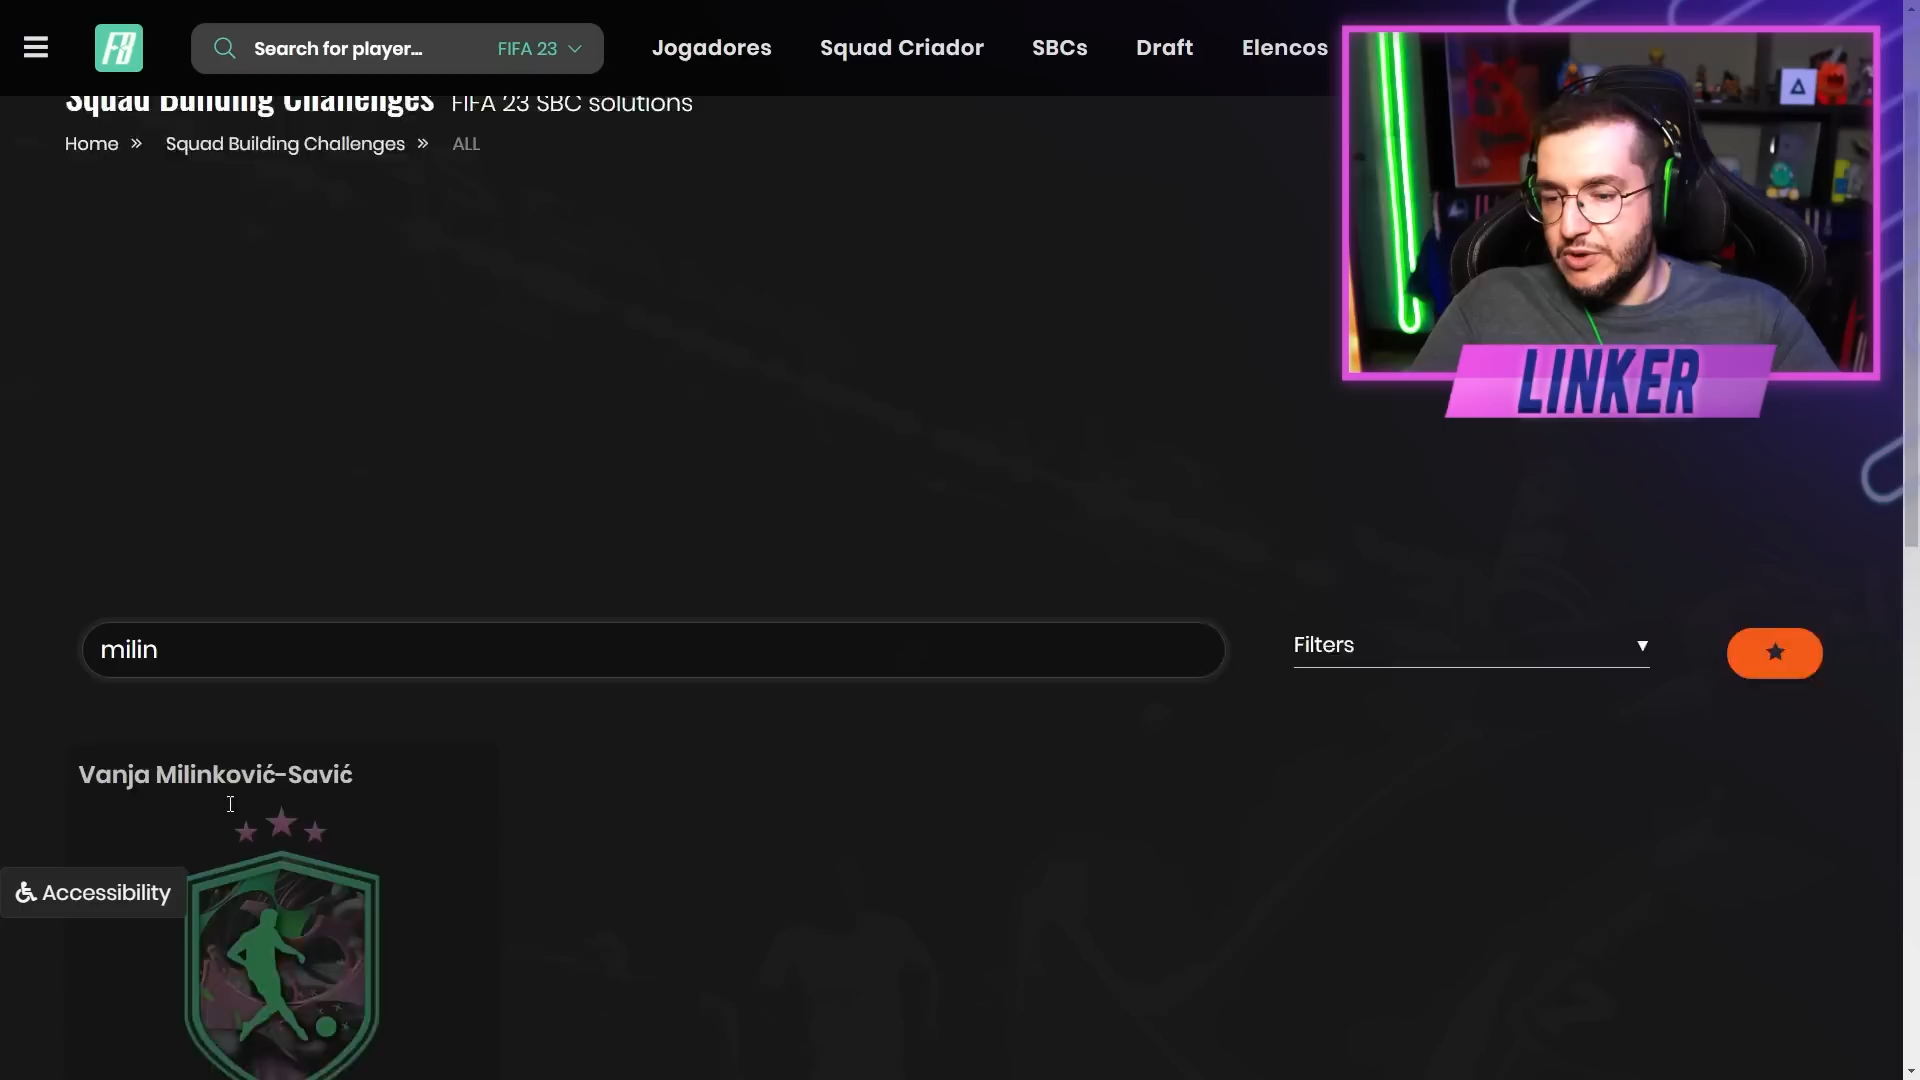 Search for player...
FIFA 23
Jogadores
Squad Criador
SBCs
Draft
Elencos
Squad Building Challenges
FIFA 23 SBC solutions
Home » Squad Building Challenges » ALL
LINKER
milin
Filters
Vanja Milinković-Savić
Accessibility